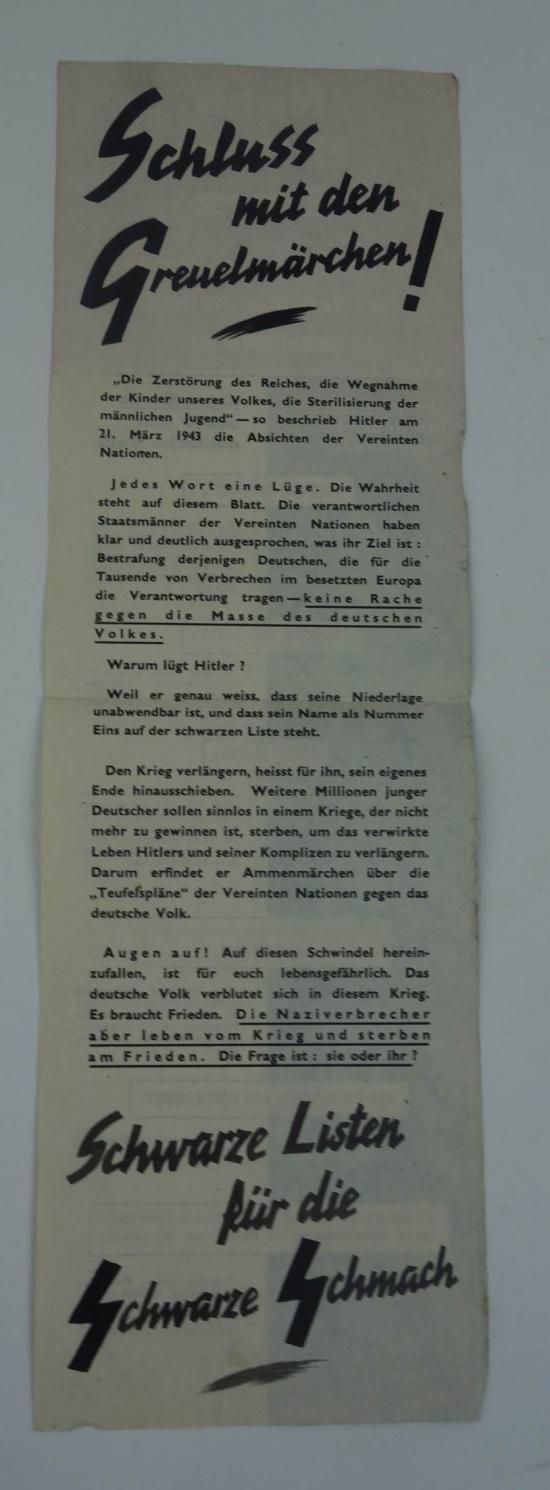 Schluss
mit den
Greuelmärchen!
„Die Zerstörung des Reiches, die Wegnahme
der Kinder unseres Volkes, die Sterilisierung der
männlichen Jugend“ — so beschrieb Hitler am
21. März 1943 die Absichten der Vereinten
Nationen.
Jedes Wort eine Lüge. Die Wahrheit
steht auf diesem Blatt. Die verantwortlichen
Staatsmänner der Vereinten Nationen haben
klar und deutlich ausgesprochen, was ihr Ziel ist :
Bestrafung derjenigen Deutschen, die für die
Tausende von Verbrechen im besetzten Europa
die Verantwortung tragen — keine Rache
gegen die Masse des deutschen
Volkes.
Warum lügt Hitler ?
Weil er genau weiss, dass seine Niederlage
unabwendbar ist, und dass sein Name als Nummer
Eins auf der schwarzen Liste steht.
Den Krieg verlängern, heisst für ihn, sein eigenes
Ende hinausschieben. Weitere Millionen junger
Deutscher sollen sinnlos in einem Kriege, der nicht
mehr zu gewinnen ist, sterben, um das verwirkte
Leben Hitlers und seiner Komplizen zu verlängern.
Darum erfindet er Ammenmärchen über die
„Teufelspläne“ der Vereinten Nationen gegen das
deutsche Volk.
Augen auf! Auf diesen Schwindel herein-
zufallen, ist für euch lebensgefährlich. Das
deutsche Volk verblutet sich in diesem Krieg.
Es braucht Frieden. Die Naziverbrecher
aber leben vom Krieg und sterben
am Frieden. Die Frage ist : sie oder ihr ?
Schwarze Listen
für die
Schwarze Schmach